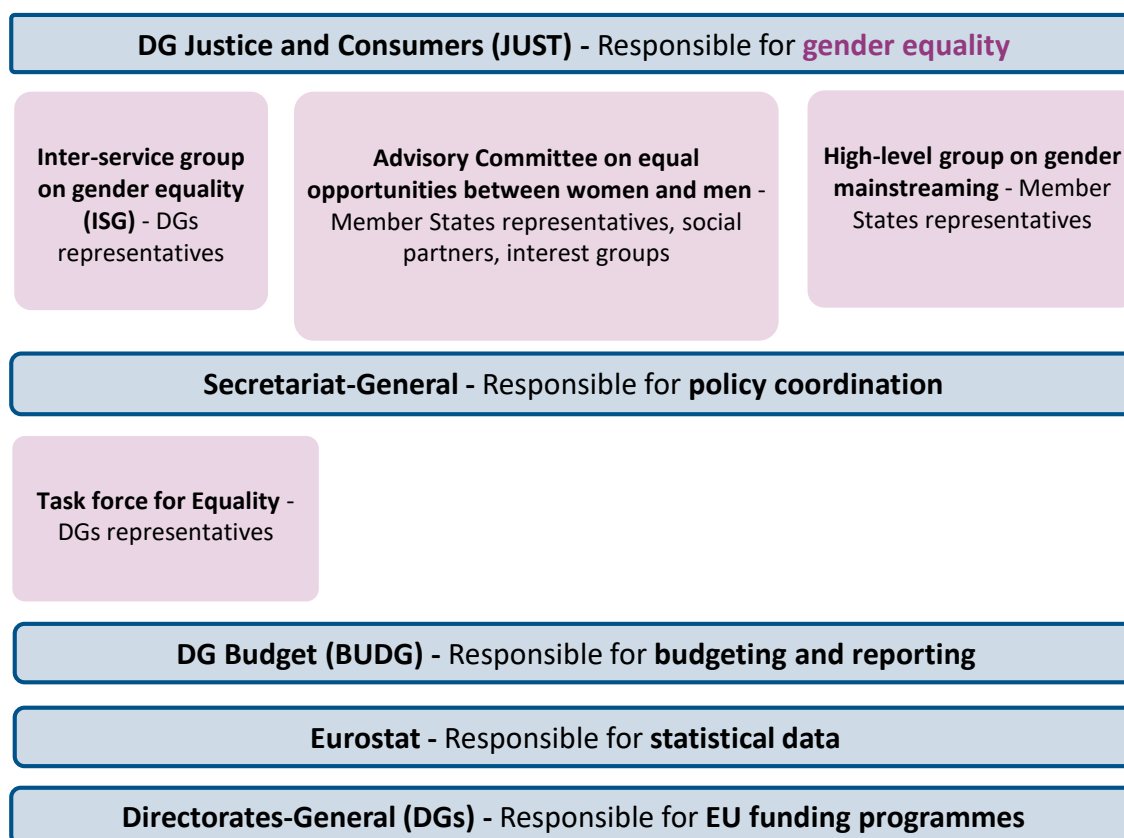 DG Justice and Consumers (JUST) - Responsible for gender equality
Inter-service group
on gender equality
(ISG) - DGs
representatives
Advisory Committee on equal
opportunities between women and men -
Member States representatives, social
partners, interest groups
High-level group on gender
mainstreaming - Member
States representatives
Secretariat-General - Responsible for policy coordination
Task force for Equality -
DGs representatives
DG Budget (BUDG) - Responsible for budgeting and reporting
Eurostat - Responsible for statistical data
Directorates-General (DGs) - Responsible for EU funding programmes